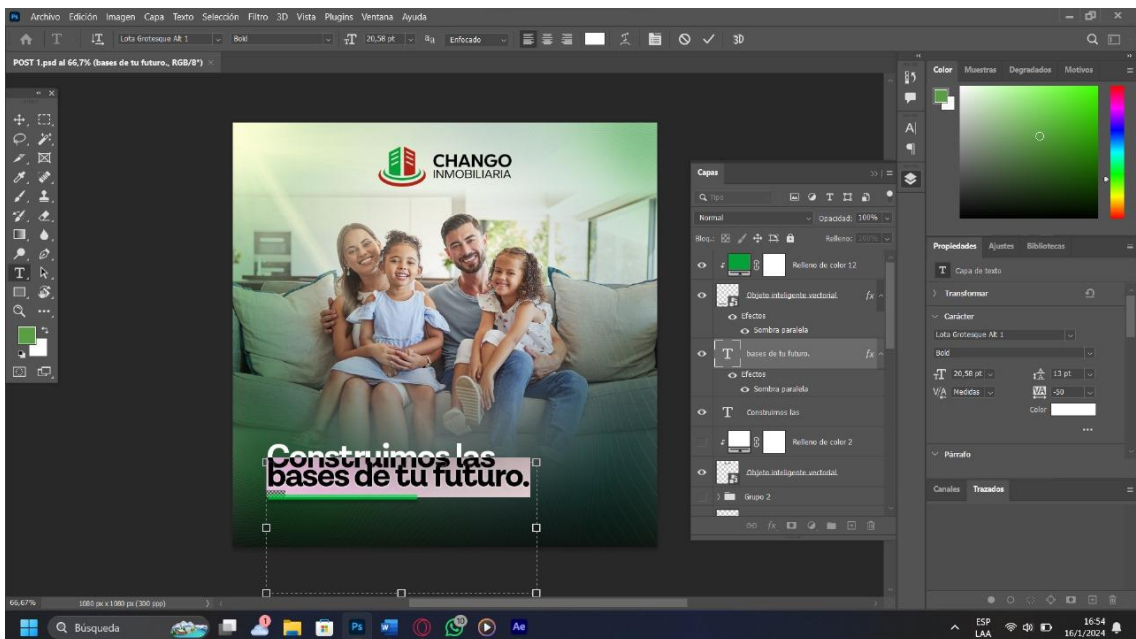 Archivo Edición Imagen Capa Texto Selección Filtro 3D Vista Plugins Ventana Ayuda
Lota Grotesque Alt 1 Bold 20,58 pt Enfocado 3D
POST 1.psd al 66,7% (bases de tu futuro., RGB/8*) ×
CHANGO
INMOBILIARIA
Construimos las
bases de tu futuro.
Capas
Tipo
Normal Opacidad: 100%
Bloq.: Relleno: 100%
Relleno de color 12
Objeto inteligente vectorial
Efectos
Sombra paralela
bases de tu futuro.
Efectos
Sombra paralela
Construimos las
Relleno de color 2
Objeto inteligente vectorial
Grupo 2
Color Muestras Degradados Motivos
Propiedades Ajustes Bibliotecas
Capa de texto
Transformar
Carácter
Lota Grotesque Alt 1
Bold
20,58 pt 13 pt
Medidas -50
Color
Párrafo
Canales Trazados
66,67% 1080 px x 1080 px (300 ppp)
Búsqueda
ESP
LAA
16:54
16/1/2024